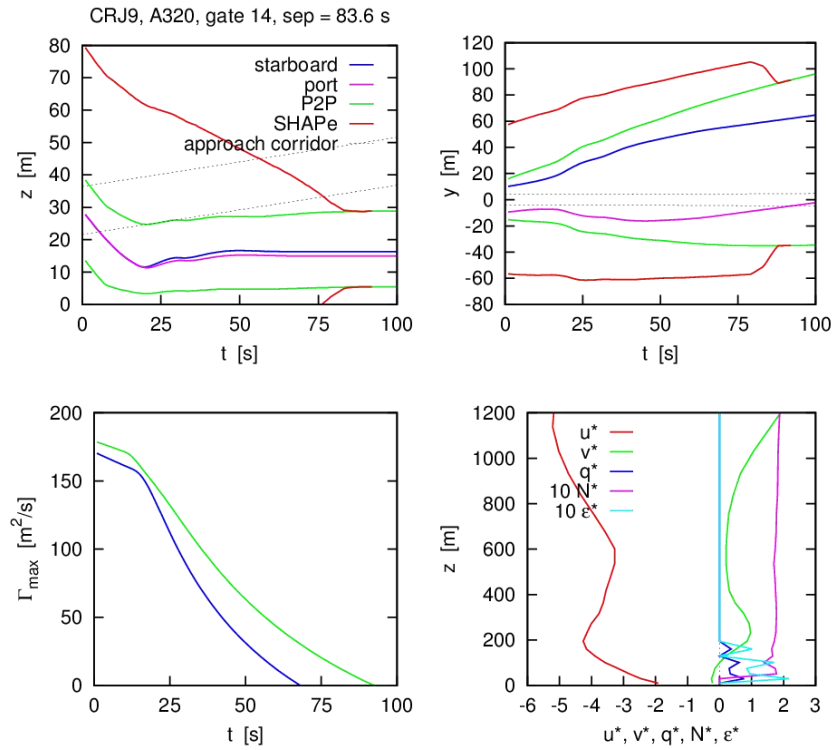 CRJ9, A320, gate 14, sep = 83.6 s
80
70
60
50
40
30
20
10
0
z [m]
starboard
port
P2P
SHAPe
approach corridor
0 25 50 75 100
t [s]
120
100
80
60
40
20
0
-20
-40
-60
-80
y [m]
0 25 50 75 100
t [s]
200
150
100
50
0
Γmax [m²/s]
0 25 50 75 100
t [s]
1200
1000
800
600
400
200
0
z [m]
u*
v*
q*
10 N*
10 ε*
-6 -5 -4 -3 -2 -1 0 1 2 3
u*, v*, q*, N*, ε*